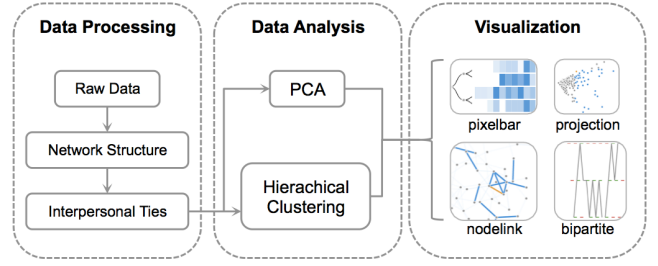 Data Processing
Raw Data
Network Structure
Interpersonal Ties
Data Analysis
PCA
Hierachical
Clustering
Visualization
pixelbar
projection
nodelink
bipartite